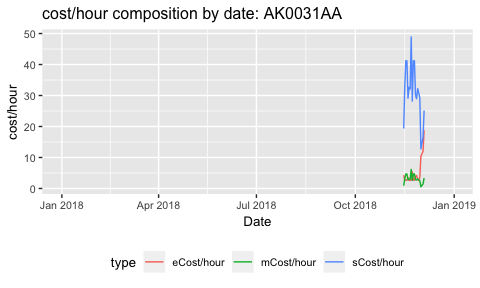 cost/hour composition by date: AK0031AA
50
40
30
20
10
0
cost/hour
Jan 2018 Apr 2018 Jul 2018 Oct 2018 Jan 2019
Date
type eCost/hour mCost/hour sCost/hour